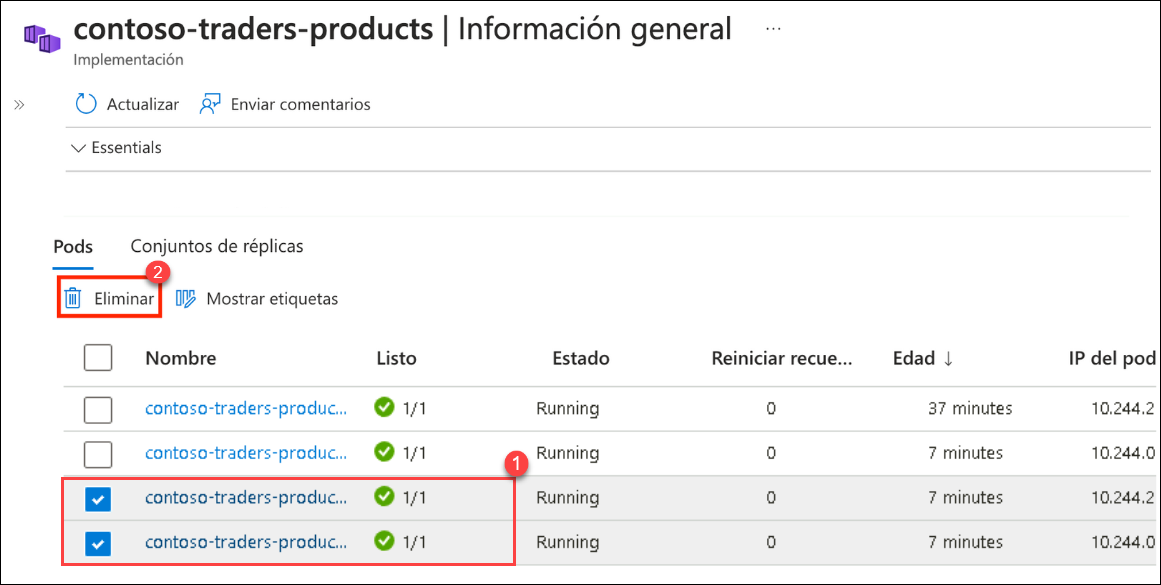 contoso-traders-products | Información general ...
Implementación
» Actualizar Enviar comentarios
Essentials
Pods Conjuntos de réplicas
2
Eliminar Mostrar etiquetas
Nombre Listo Estado Reiniciar recue... Edad ↓ IP del pod
contoso-traders-produc... 1/1 Running 0 37 minutes 10.244.2
contoso-traders-produc... 1/1 Running 0 7 minutes 10.244.0
1
contoso-traders-produc... 1/1 Running 0 7 minutes 10.244.2
contoso-traders-produc... 1/1 Running 0 7 minutes 10.244.0